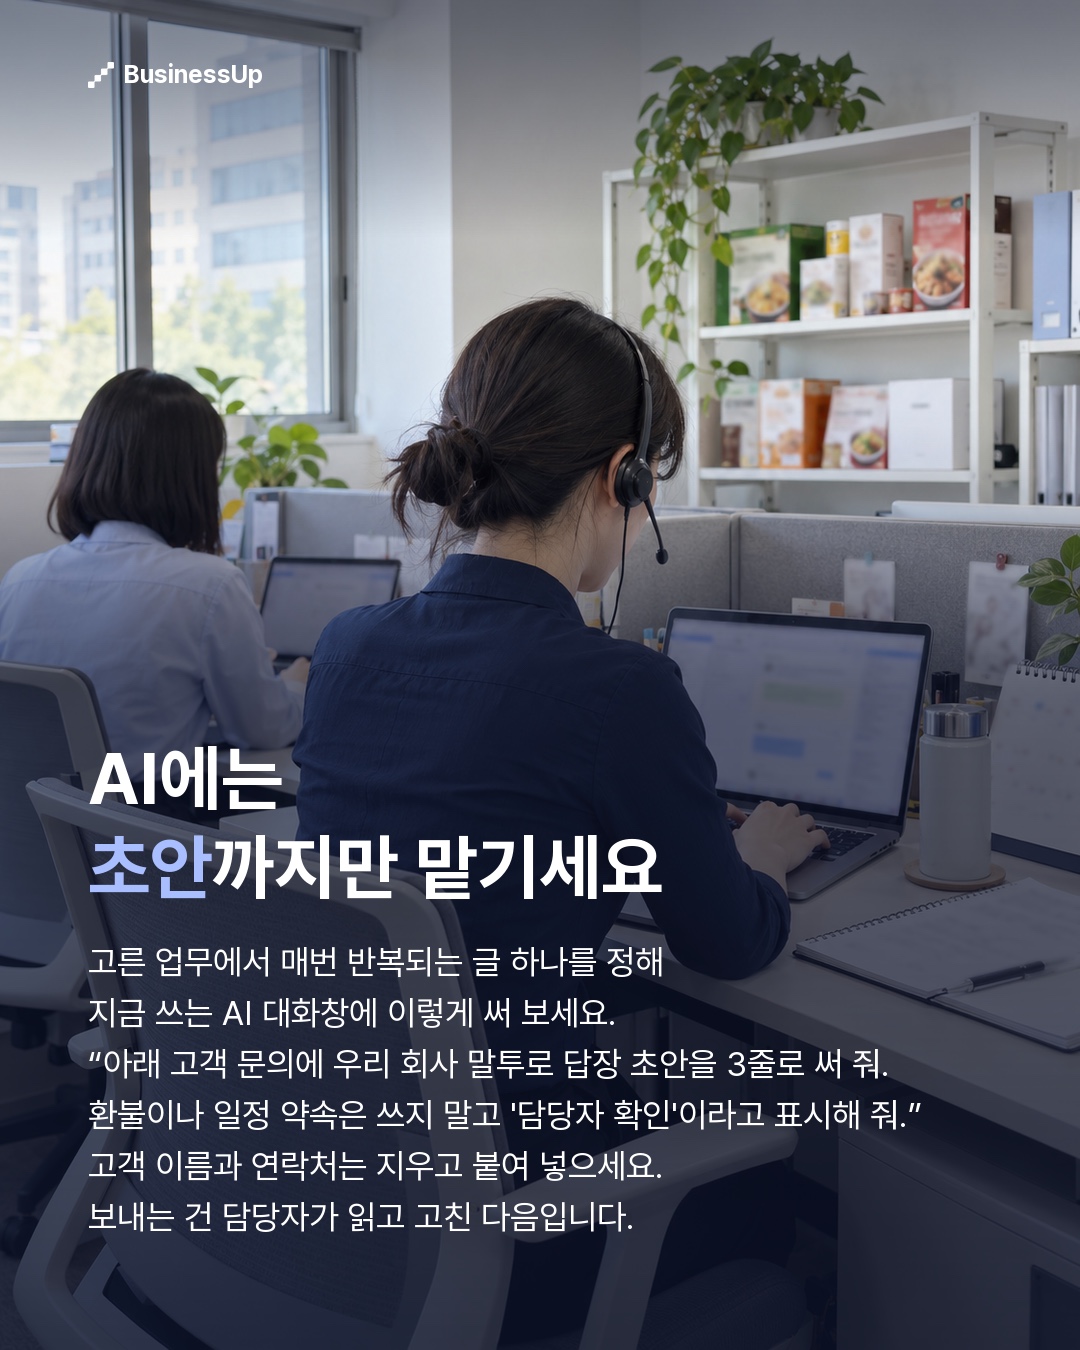 BusinessUp
AI에는
초안까지만 맡기세요
고른 업무에서 매번 반복되는 글 하나를 정해
지금 쓰는 AI 대화창에 이렇게 써 보세요.
“아래 고객 문의에 우리 회사 말투로 답장 초안을 3줄로 써 줘.
환불이나 일정 약속은 쓰지 말고 '담당자 확인'이라고 표시해 줘.”
고객 이름과 연락처는 지우고 붙여 넣으세요.
보내는 건 담당자가 읽고 고친 다음입니다.